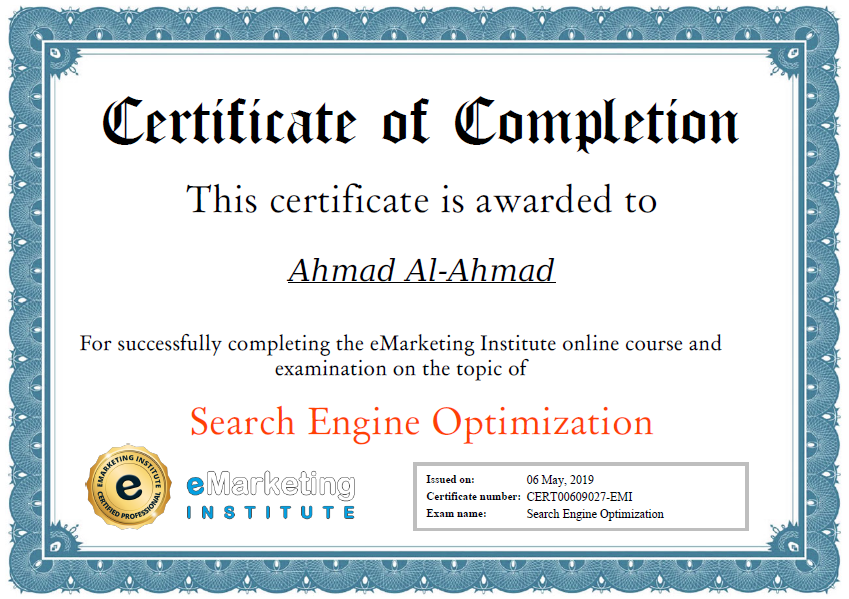 Certificate of Completion
This certificate is awarded to
Ahmad Al-Ahmad
For successfully completing the eMarketing Institute online course and
examination on the topic of
Search Engine Optimization
EMARKETING INSTITUTE
e
CERTIFIED PROFESSIONAL
eMarketing
INSTITUTE
Issued on: 06 May, 2019
Certificate number: CERT00609027-EMI
Exam name: Search Engine Optimization